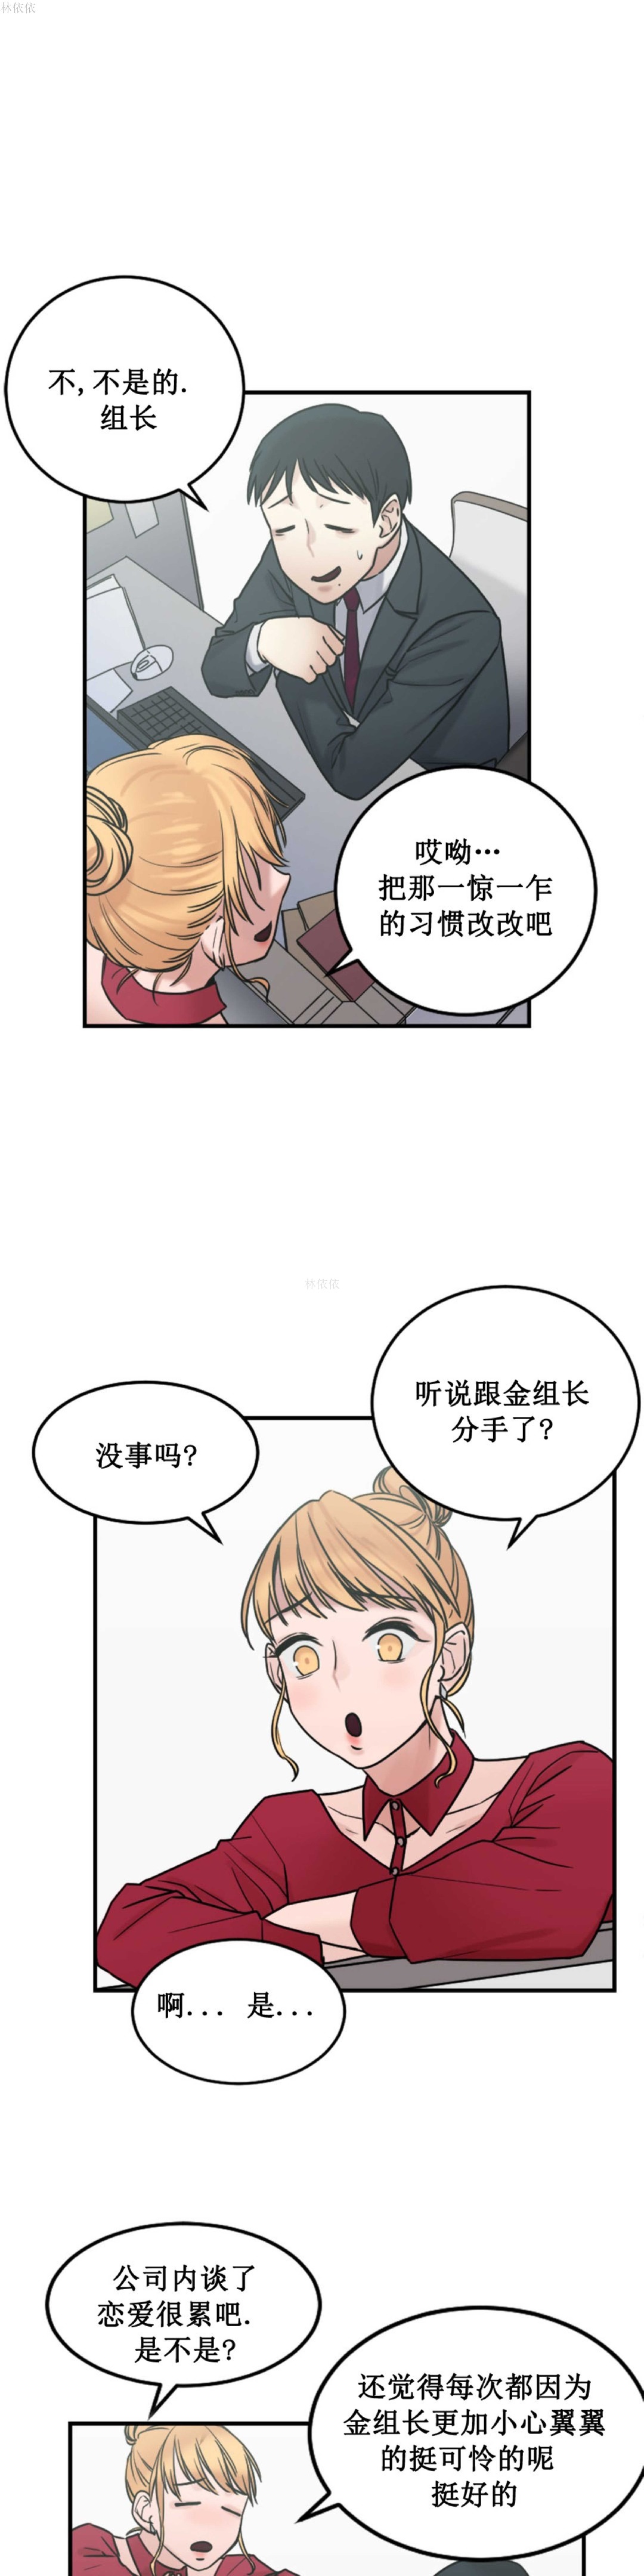 林依依
不,不是的.
组长
哎呦…
把那一惊一乍
的习惯改改吧
林依依
听说跟金组长
分手了?
没事吗?
啊... 是...
公司内谈了
恋爱很累吧.
是不是?
还觉得每次都因为
金组长更加小心翼翼
的挺可怜的呢
挺好的